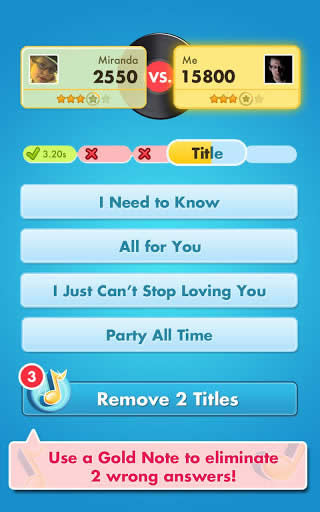 Miranda
2550
VS.
Me
15800
3.20s
Title
I Need to Know
All for You
I Just Can't Stop Loving You
Party All Time
3
Remove 2 Titles
Use a Gold Note to eliminate
2 wrong answers!